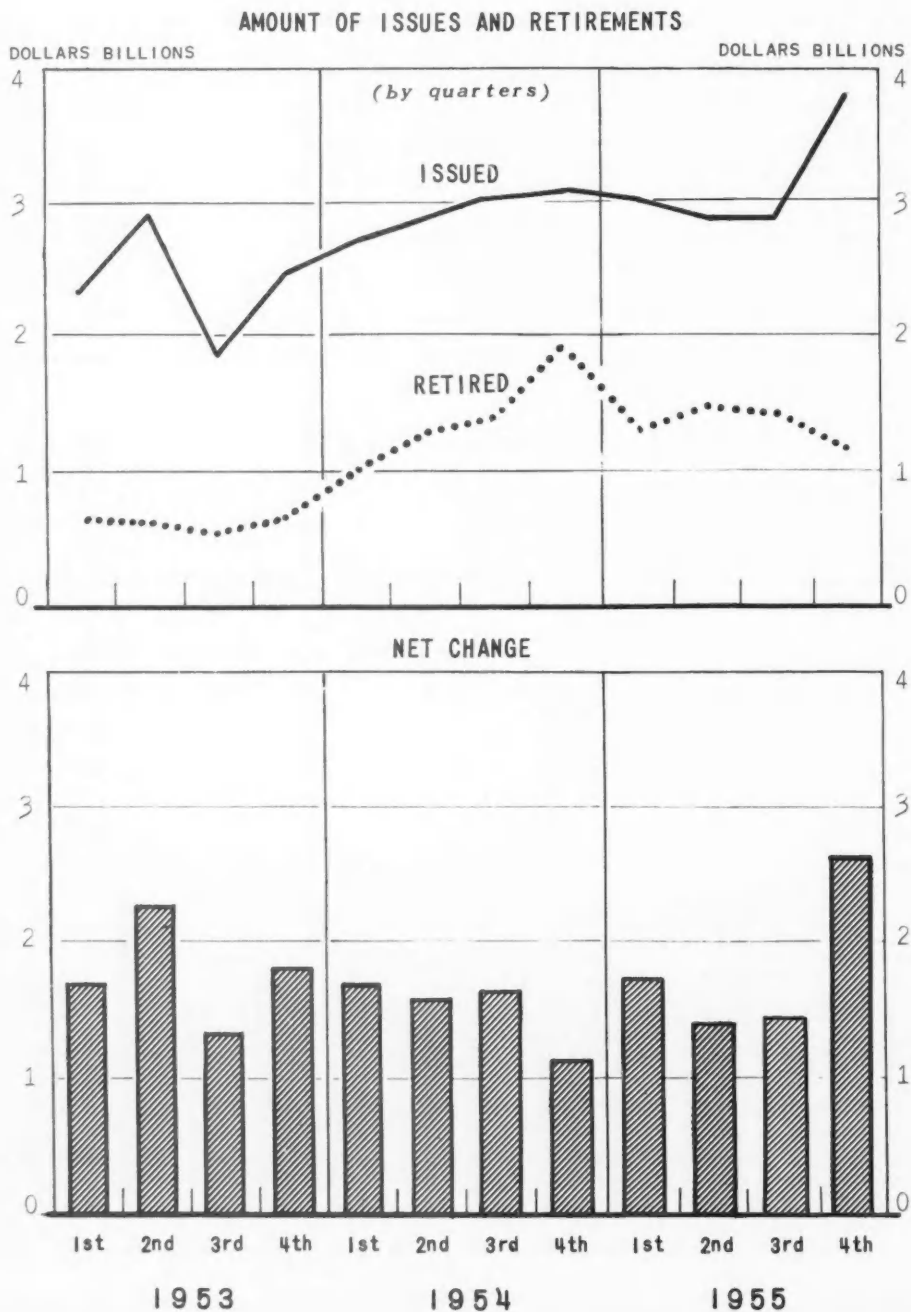 AMOUNT OF ISSUES AND RETIREMENTS
DOLLARS BILLIONS DOLLARS BILLIONS
4 4
(by quarters)
ISSUED
3 3
2 2
RETIRED
1 1
0 0
NET CHANGE
4 4
3 3
2 2
1 1
0 0
1st 2nd 3rd 4th 1st 2nd 3rd 4th 1st 2nd 3rd 4th
1953 1954 1955